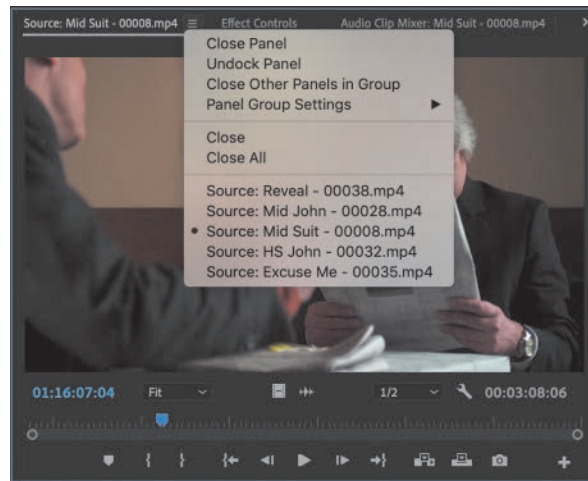 Source: Mid Suit - 00008.mp4 Effect Controls Audio Clip Mixer: Mid Suit - 00008.mp4
Close Panel
Undock Panel
Close Other Panels in Group
Panel Group Settings
Close
Close All
Source: Reveal - 00038.mp4
Source: Mid John - 00028.mp4
Source: Mid Suit - 00008.mp4
Source: HS John - 00032.mp4
Source: Excuse Me - 00035.mp4
01:16:07:04 Fit 1/2 00:03:08:06